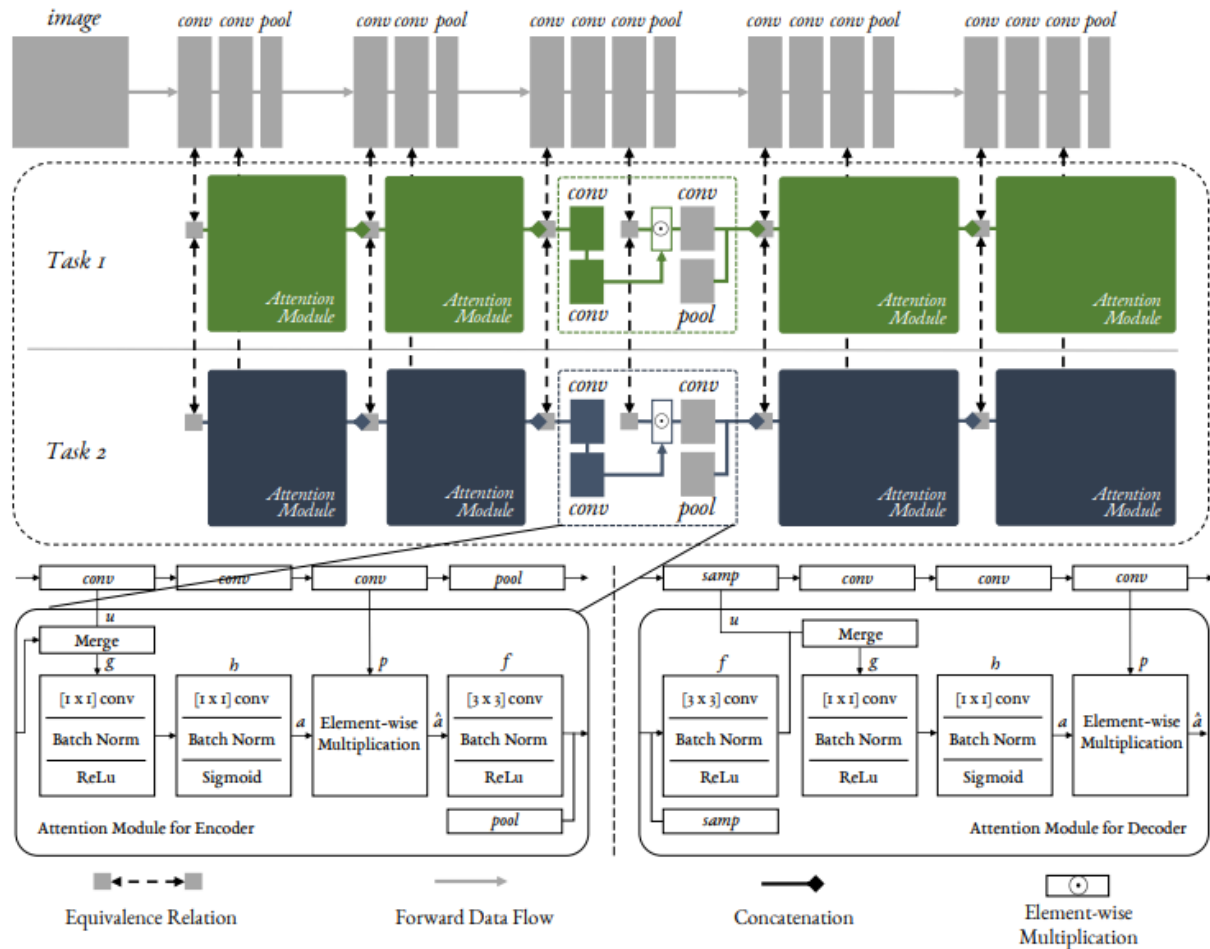 image conv conv pool conv conv pool conv conv conv pool conv conv conv pool conv conv conv pool
conv conv
Task 1
Attention Module Attention Module conv pool Attention Module Attention Module
conv conv
Task 2
Attention Module Attention Module conv pool Attention Module Attention Module
conv conv conv pool samp conv conv conv
u u
Merge Merge
g h p f f g h p
[1 x 1] conv [1 x 1] conv [3 x 3] conv [3 x 3] conv [1 x 1] conv [1 x 1] conv
a â a â
Element-wise Multiplication Element-wise Multiplication
Batch Norm Batch Norm Batch Norm Batch Norm Batch Norm Batch Norm
ReLu Sigmoid ReLu ReLu ReLu Sigmoid
pool samp
Attention Module for Encoder Attention Module for Decoder
Equivalence Relation Forward Data Flow Concatenation Element-wise
Multiplication